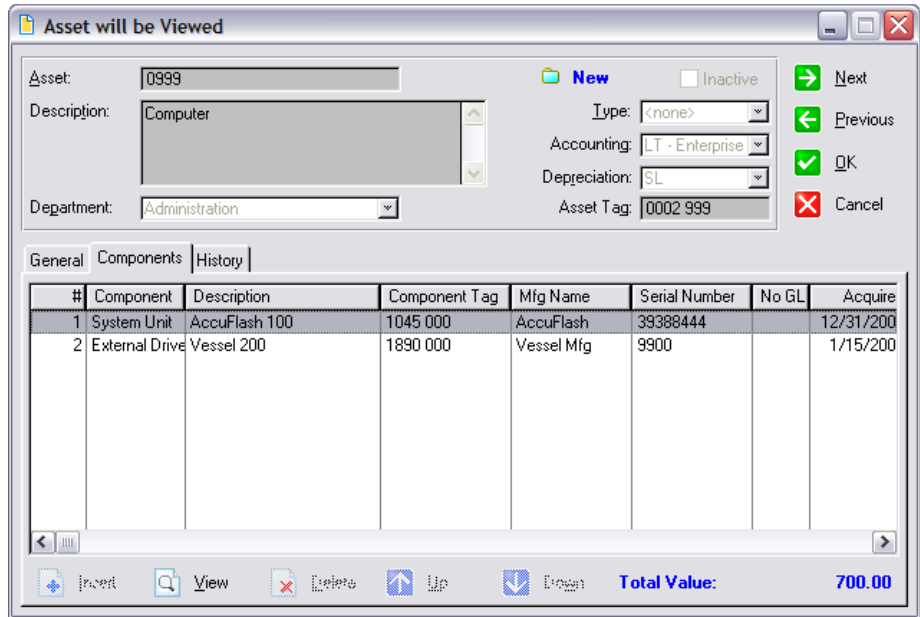 Asset will be Viewed
Asset: 0999 New Inactive Next
Description: Computer Type: <none> Previous
Accounting: LT - Enterprise
Depreciation: SL OK
Department: Administration Asset Tag: 0002 999 Cancel
General Components History
# Component Description Component Tag Mfg Name Serial Number No GL Acquire
1 System Unit AccuFlash 100 1045 000 AccuFlash 39388444 12/31/200
2 External Drive Vessel 200 1890 000 Vessel Mfg 9900 1/15/200
Insert View Delete Up Down Total Value: 700.00